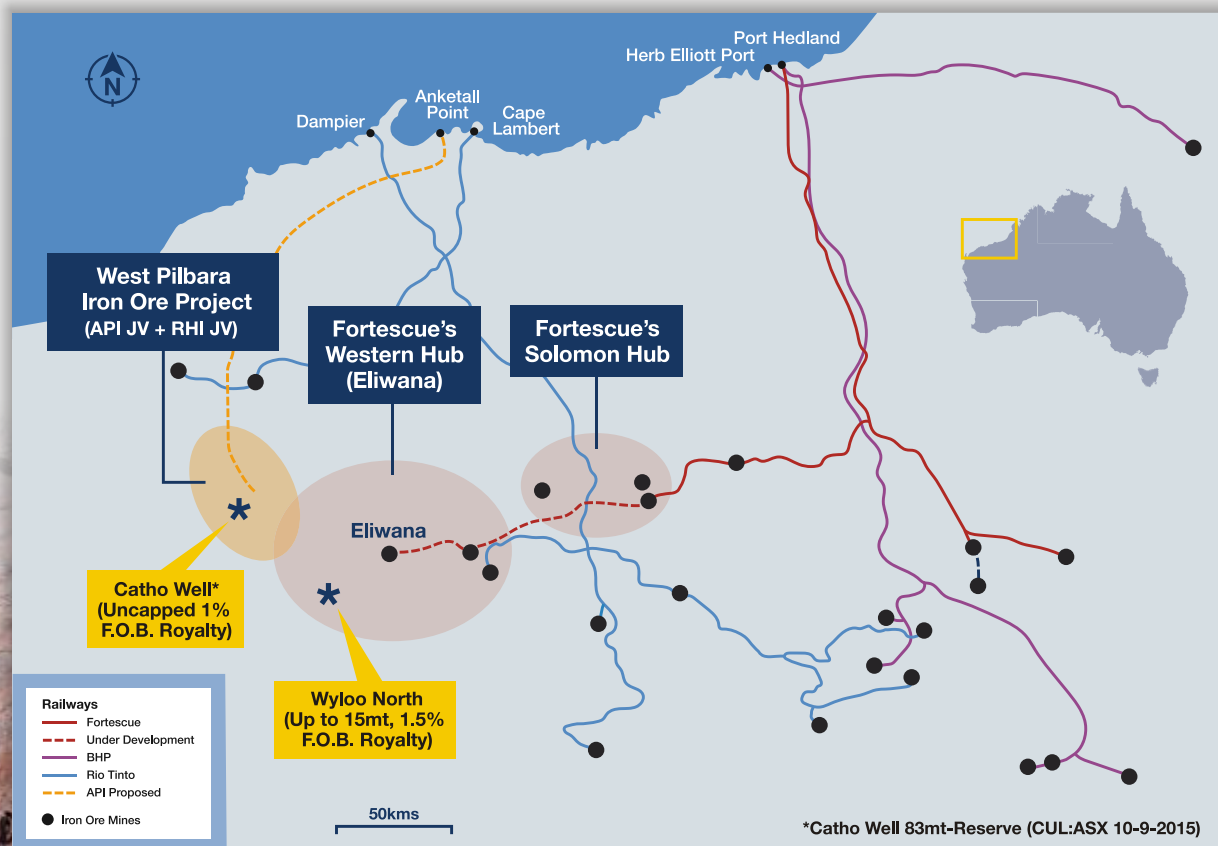 Port Hedland
Herb Elliott Port
N
Anketall
Point
Cape
Lambert
Dampier
West Pilbara
Iron Ore Project
(API JV + RHI JV)
Fortescue's
Western Hub
(Eliwana)
Fortescue's
Solomon Hub
Eliwana
*
*
Catho Well*
(Uncapped 1%
F.O.B. Royalty)
Wyloo North
(Up to 15mt, 1.5%
F.O.B. Royalty)
Railways
Fortescue
Under Development
BHP
Rio Tinto
API Proposed
Iron Ore Mines
50kms
*Catho Well 83mt-Reserve (CUL:ASX 10-9-2015)